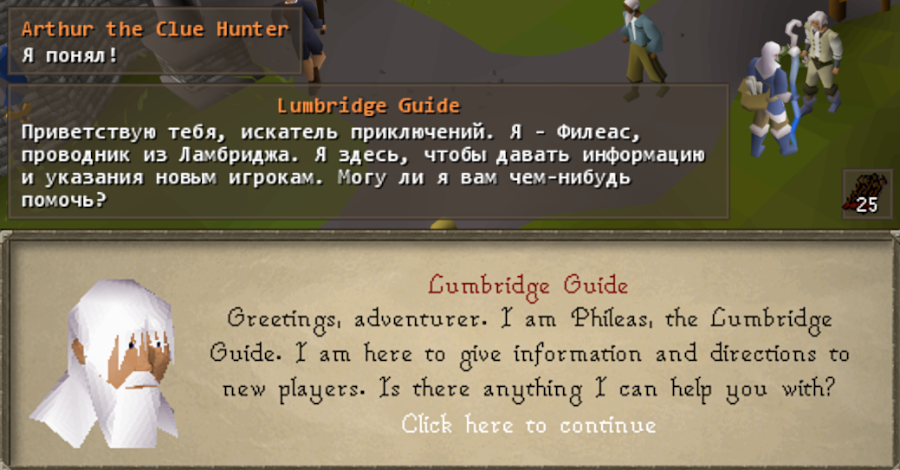 Arthur the Clue Hunter
Я понял!
Lumbridge Guide
Приветствую тебя, искатель приключений. Я - Филеас,
проводник из Ламбриджа. Я здесь, чтобы давать информацию
и указания новым игрокам. Могу ли я вам чем-нибудь
помочь?
25
Lumbridge Guide
Greetings, adventurer. I am Phileas, the Lumbridge
Guide. I am here to give information and directions to
new players. Is there anything I can help you with?
Click here to continue